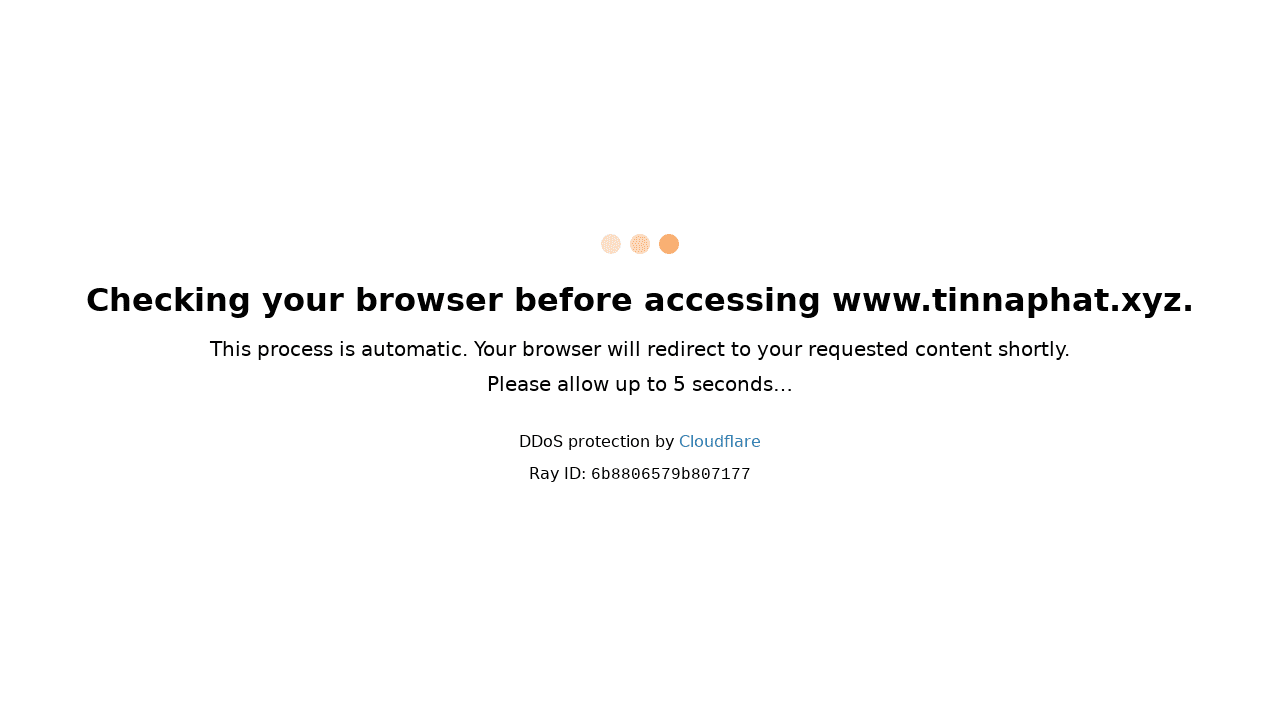 Checking your browser before accessing www.tinnaphat.xyz.
This process is automatic. Your browser will redirect to your requested content shortly.
Please allow up to 5 seconds…
DDoS protection by Cloudflare
Ray ID: 6b8806579b807177